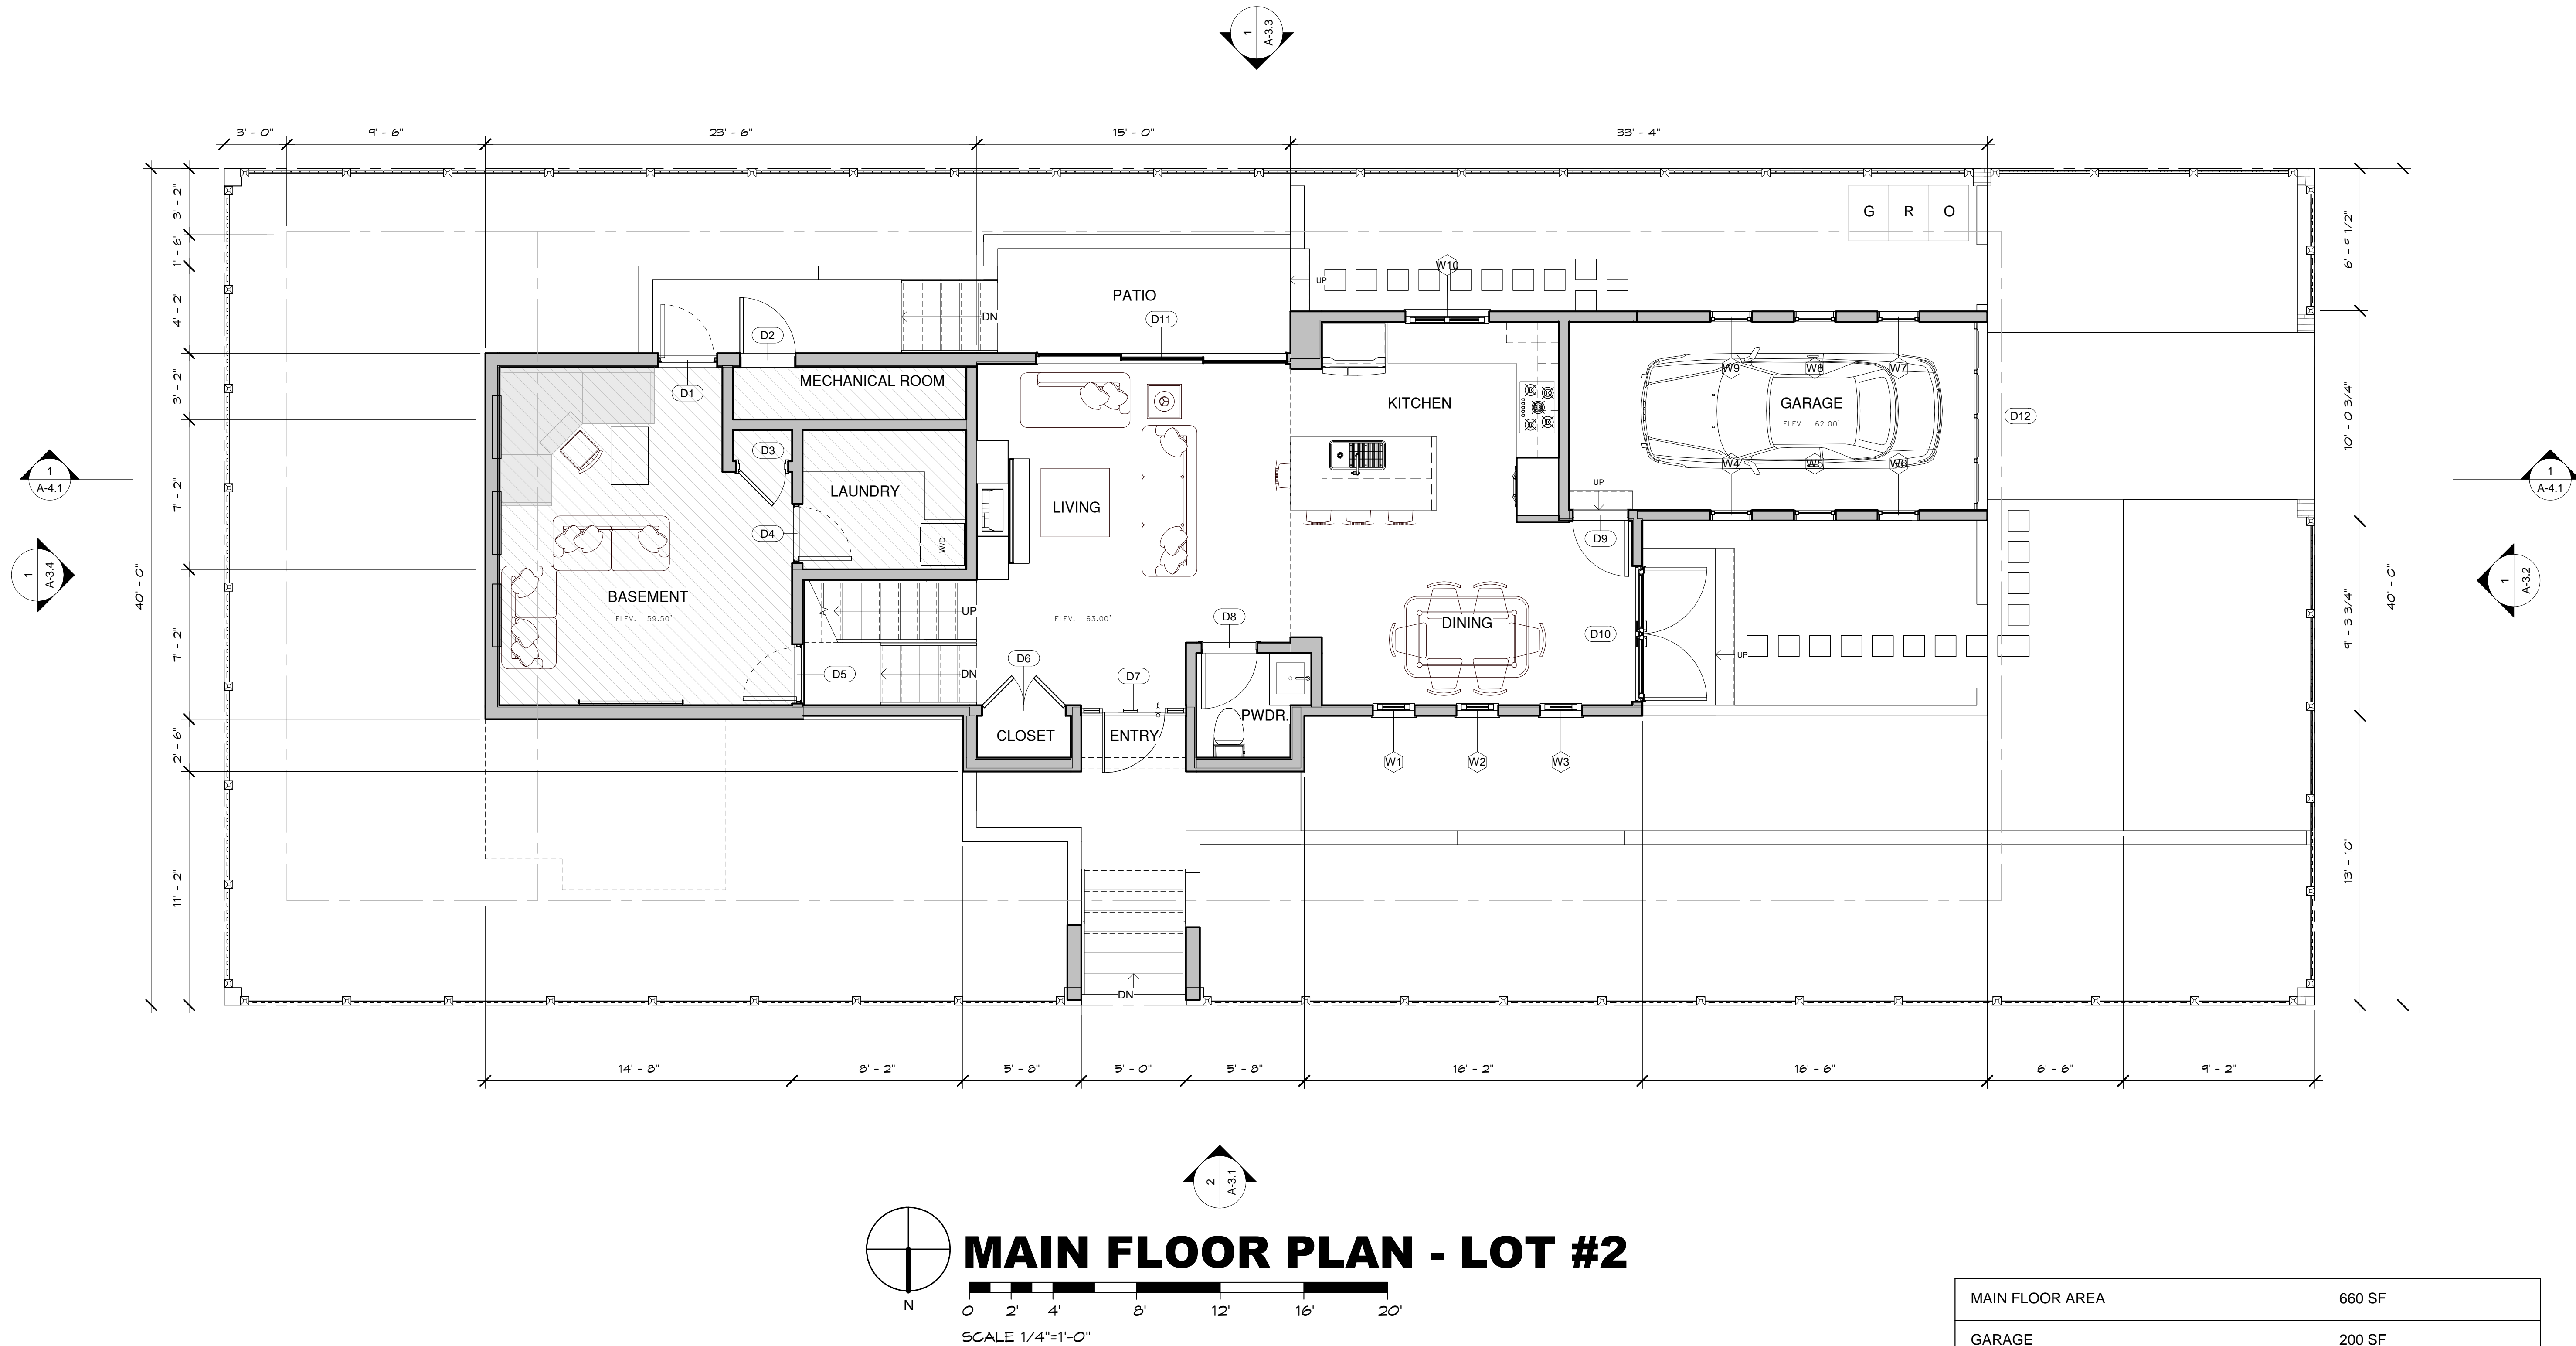 1
A-3.3
3' - 0"
9' - 6"
23' - 6"
15' - 0"
33' - 4"
3' - 2"
1' - 6"
4' - 2"
3' - 2"
7' - 2"
7' - 2"
2' - 6"
11' - 2"
40' - 0"
6' - 9 1/2"
10' - 0 3/4"
9' - 3 3/4"
13' - 10"
40' - 0"
G R O
W10
UP
PATIO
DN
D11
D2
D1
MECHANICAL ROOM
W9 W8 W7
KITCHEN
GARAGE
ELEV. 62.00'
D12
D3
1
A-4.1
W4 W5 W6
1
A-4.1
LAUNDRY
UP
LIVING
D4
W/D
D9
1
A-3.4
1
A-3.2
BASEMENT
ELEV. 59.50'
UP
ELEV. 63.00'
D8
DINING
D10
UP
D6
D5
DN
D7
PWDR.
CLOSET
ENTRY
W1 W2 W3
DN
14' - 8"
8' - 2"
5' - 8"
5' - 0"
5' - 8"
16' - 2"
16' - 6"
6' - 6"
9' - 2"
2
A-3.1
MAIN FLOOR PLAN - LOT #2
N
0 2' 4' 8' 12' 16' 20'
SCALE 1/4"=1'-0"
MAIN FLOOR AREA 660 SF
GARAGE 200 SF